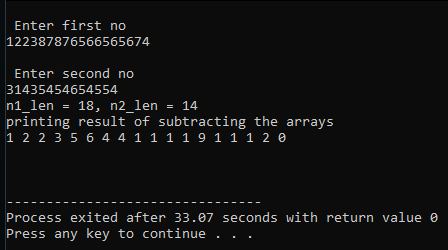 Enter first no
122387876566565674
Enter second no
31435454654554
n1_len = 18, n2_len = 14
printing result of subtracting the arrays
1 2 2 3 5 6 4 4 1 1 1 1 9 1 1 1 2 0
--------------------------------
Process exited after 33.07 seconds with return value 0
Press any key to continue . . .